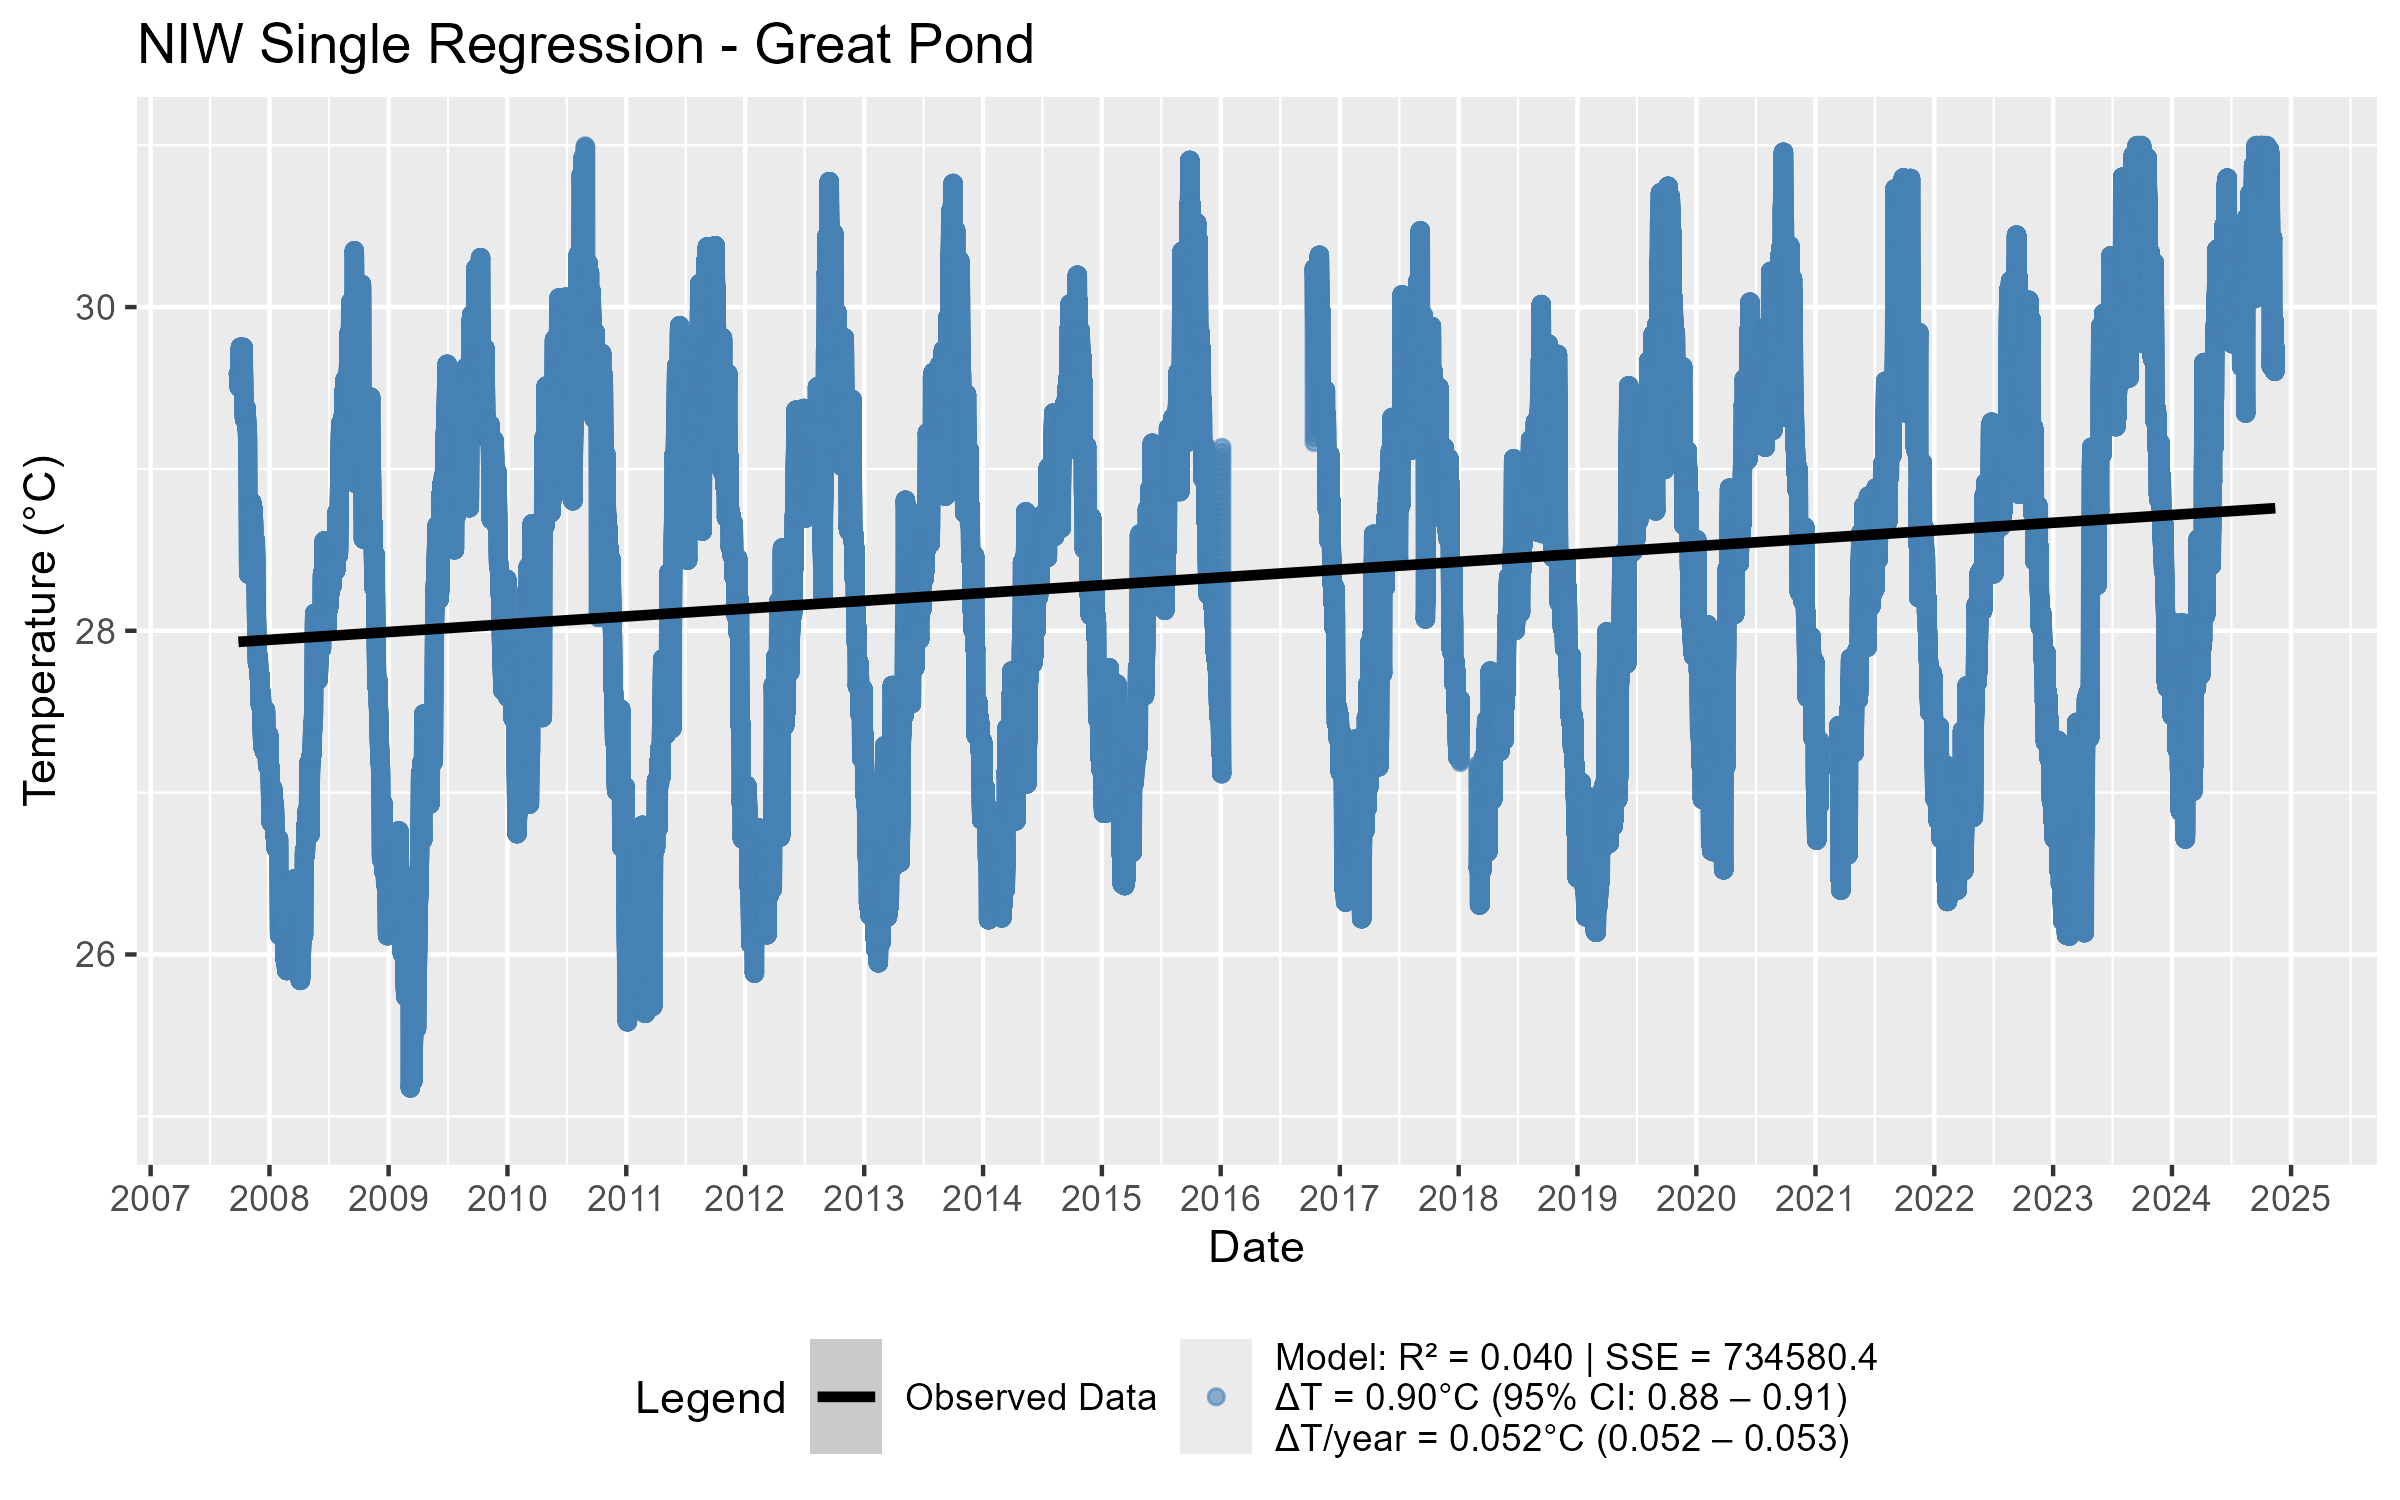 NIW Single Regression - Great Pond
Temperature (°C)
30
28
26
2007 2008 2009 2010 2011 2012 2013 2014 2015 2016 2017 2018 2019 2020 2021 2022 2023 2024 2025
Date
Legend
Observed Data
Model: R² = 0.040 | SSE = 734580.4
ΔT = 0.90°C (95% CI: 0.88 – 0.91)
ΔT/year = 0.052°C (0.052 – 0.053)